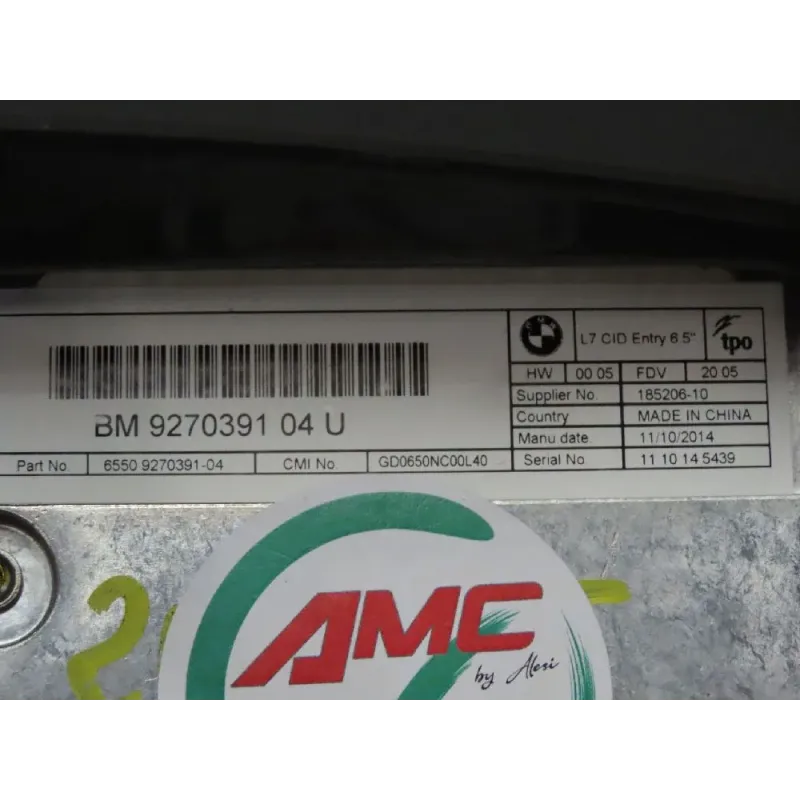 BMW
L7 CID Entry 6.5"
tpo
HW 00 05 FDV 20 05
Supplier No. 185206-10
Country MADE IN CHINA
Manu date. 11/10/2014
Serial No. 11 10 14 5439
BM 9270391 04 U
Part No. 6550 9270391-04 CMI No. GD0650NC00L40
AMC
by Alesi